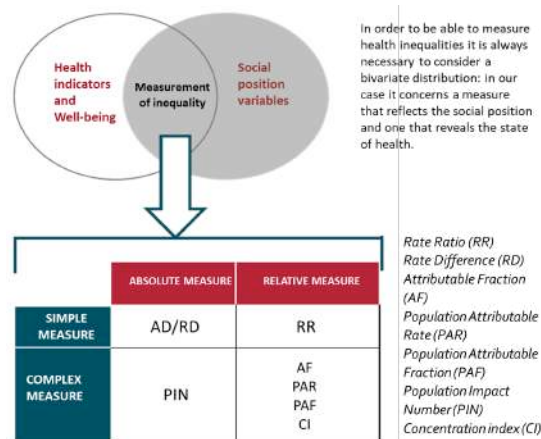 Health
indicators
and
Well-being
Measurement
of inequality
Social
position
variables
In order to be able to measure
health inequalities it is always
necessary to consider a
bivariate distribution: in our
case it concerns a measure
that reflects the social position
and one that reveals the state
of health.
ABSOLUTE MEASURE RELATIVE MEASURE
SIMPLE
MEASURE
AD/RD RR
COMPLEX
MEASURE
PIN
AF
PAR
PAF
CI
Rate Ratio (RR)
Rate Difference (RD)
Attributable Fraction
(AF)
Population Attributable
Rate (PAR)
Population Attributable
Fraction (PAF)
Population Impact
Number (PIN)
Concentration index (CI)